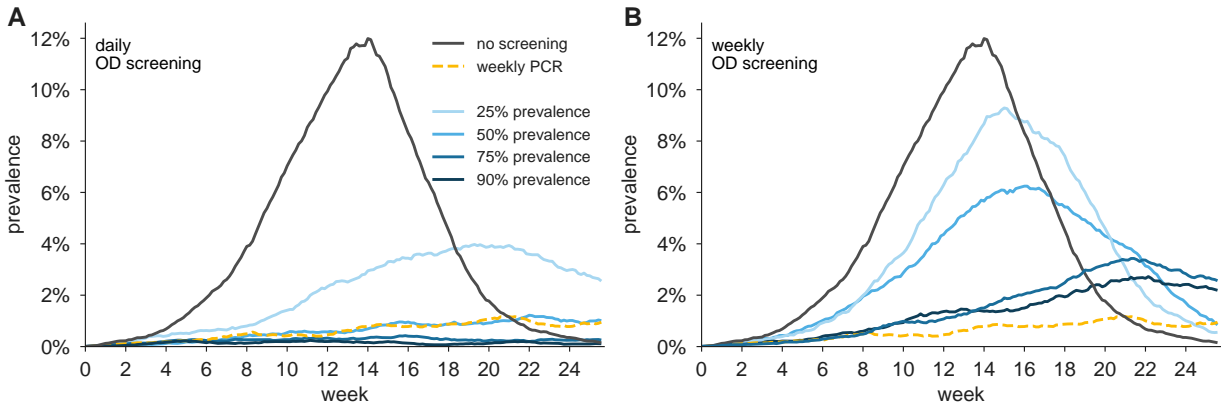 A
daily
OD screening
no screening
weekly PCR
25% prevalence
50% prevalence
75% prevalence
90% prevalence
12%
10%
8%
6%
4%
2%
0%
prevalence
0 2 4 6 8 10 12 14 16 18 20 22 24
week
B
weekly
OD screening
12%
10%
8%
6%
4%
2%
0%
prevalence
0 2 4 6 8 10 12 14 16 18 20 22 24
week